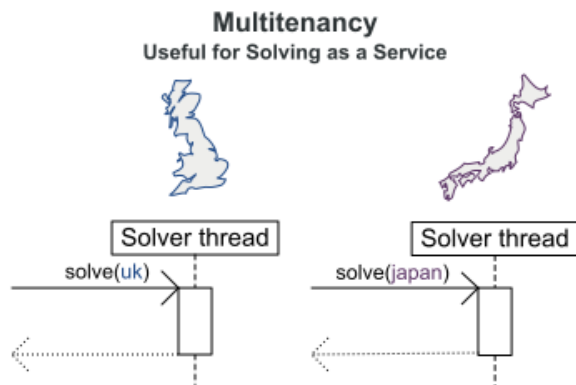 Multitenancy
Useful for Solving as a Service
Solver thread
solve(uk)
Solver thread
solve(japan)